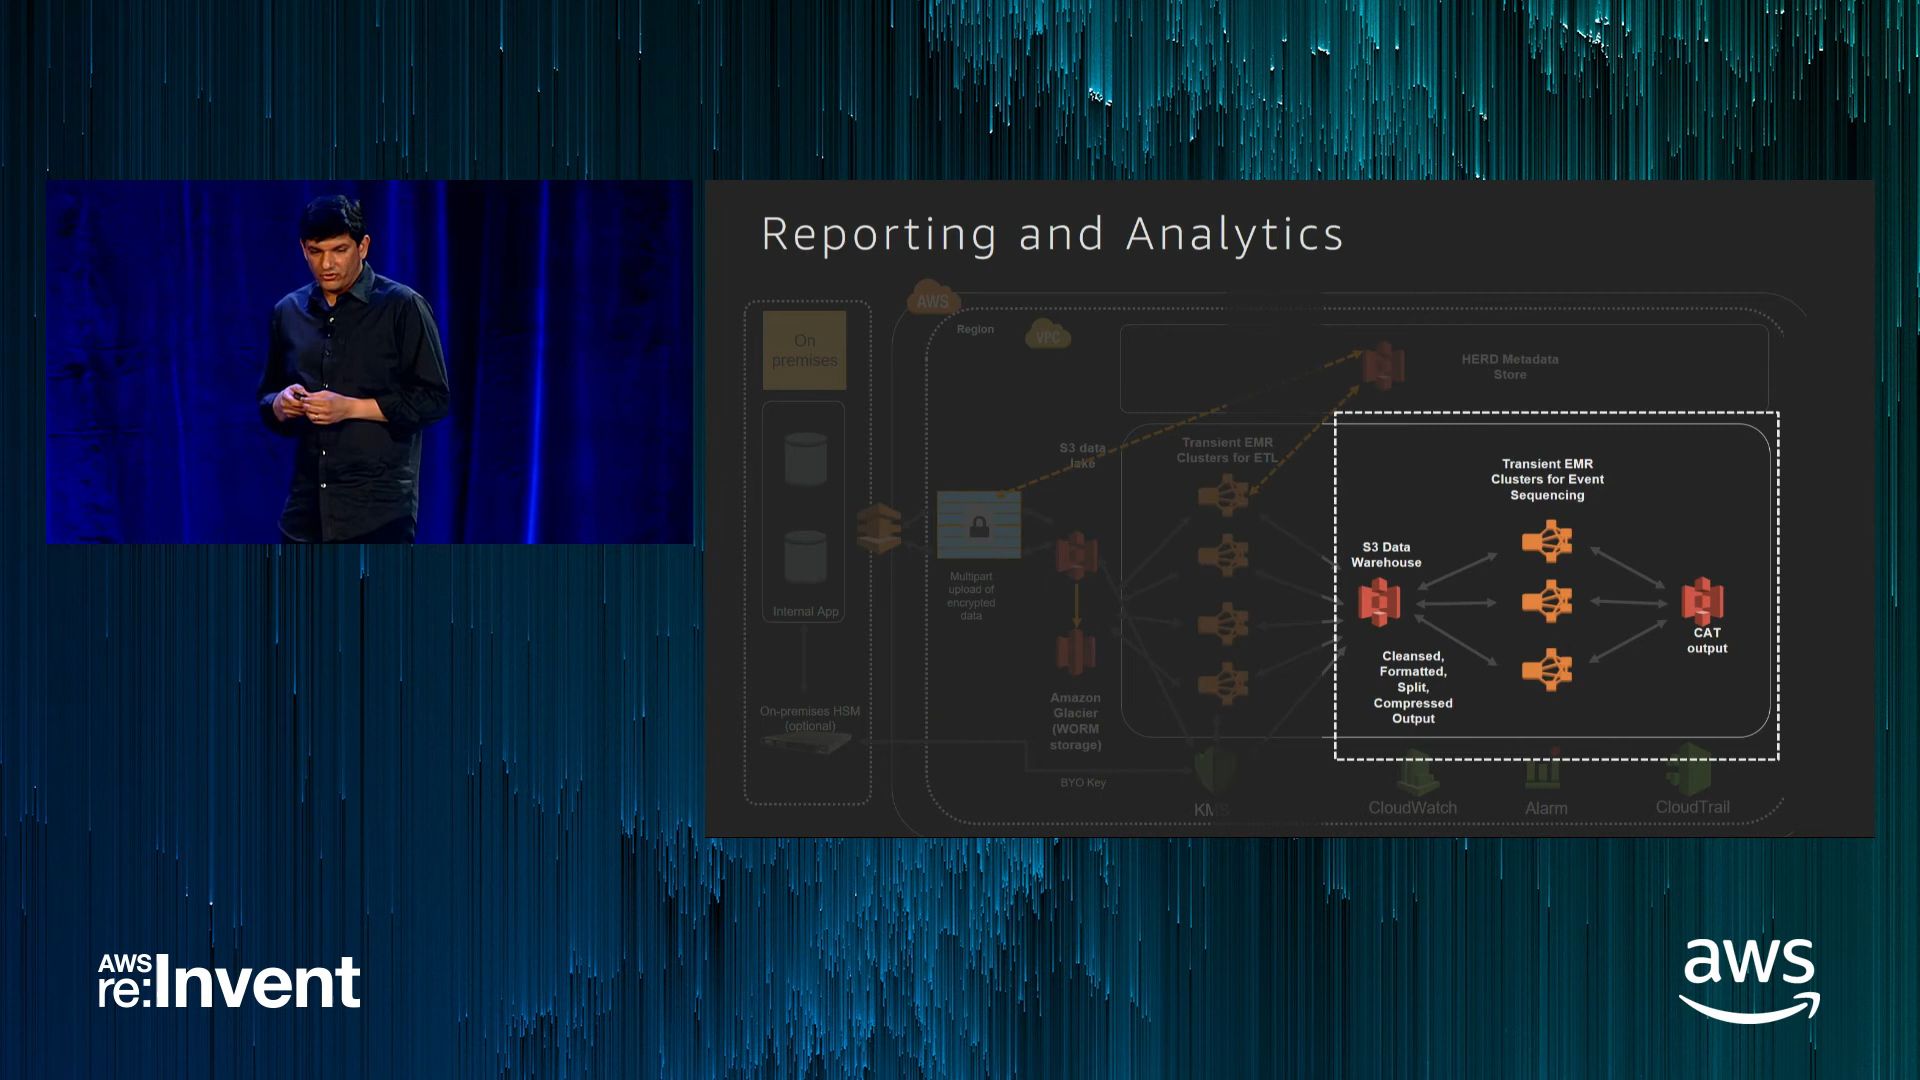 Reporting and Analytics
AWS
On
premises
Region
VPC
HERD Metadata
Store
S3 data
lake
Transient EMR
Clusters for ETL
Transient EMR
Clusters for Event
Sequencing
S3 Data
Warehouse
Multipart
upload of
encrypted
data
Internal App
CAT
output
Cleansed,
Formatted,
Split,
Compressed
Output
On-premises HSM
(optional)
Amazon
Glacier
(WORM
storage)
BYO Key
KMS
CloudWatch
Alarm
CloudTrail
AWS
re:Invent
aws